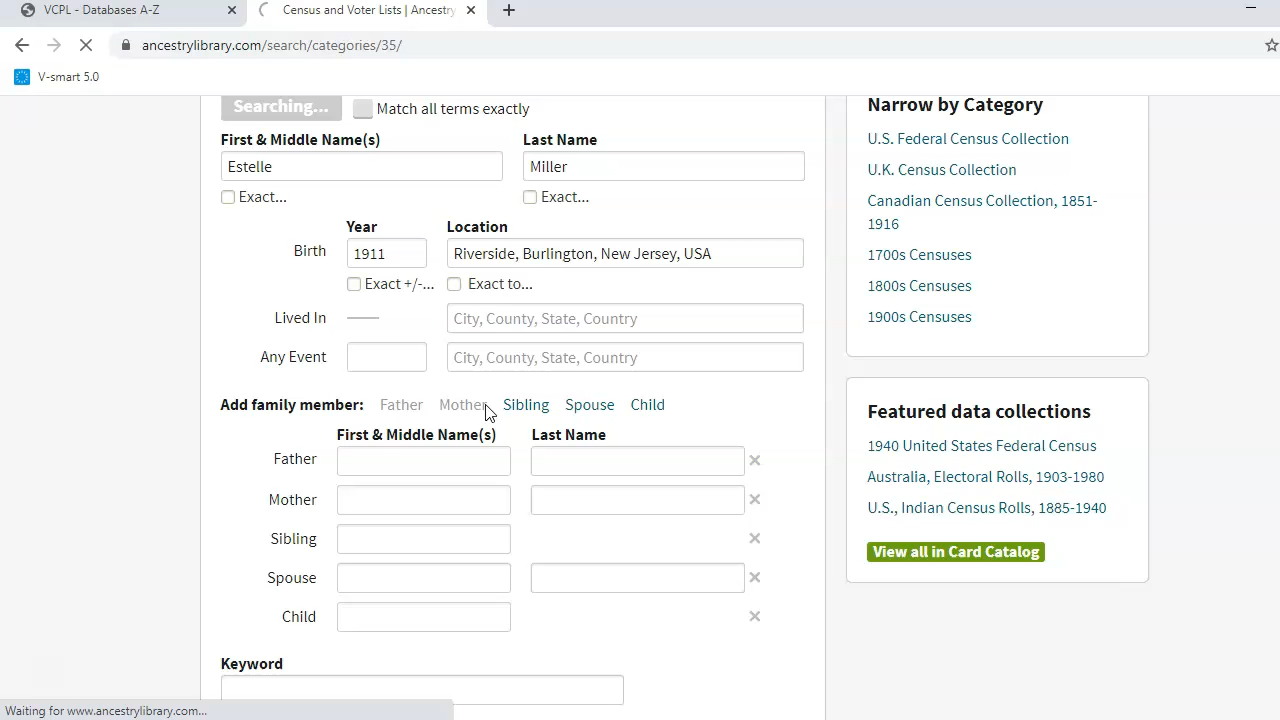 VCPL - Databases A-Z
Census and Voter Lists | Ancestry
ancestrylibrary.com/search/categories/35/
V-smart 5.0
Searching...
Match all terms exactly
First & Middle Name(s)
Last Name
Estelle
Miller
Exact...
Exact...
Year
Location
Birth
1911
Riverside, Burlington, New Jersey, USA
Exact +/-...
Exact to...
Lived In
City, County, State, Country
Any Event
City, County, State, Country
Add family member: Father Mother Sibling Spouse Child
First & Middle Name(s)
Last Name
Father
Mother
Sibling
Spouse
Child
Keyword
Narrow by Category
U.S. Federal Census Collection
U.K. Census Collection
Canadian Census Collection, 1851-
1916
1700s Censuses
1800s Censuses
1900s Censuses
Featured data collections
1940 United States Federal Census
Australia, Electoral Rolls, 1903-1980
U.S., Indian Census Rolls, 1885-1940
View all in Card Catalog
Waiting for www.ancestrylibrary.com...